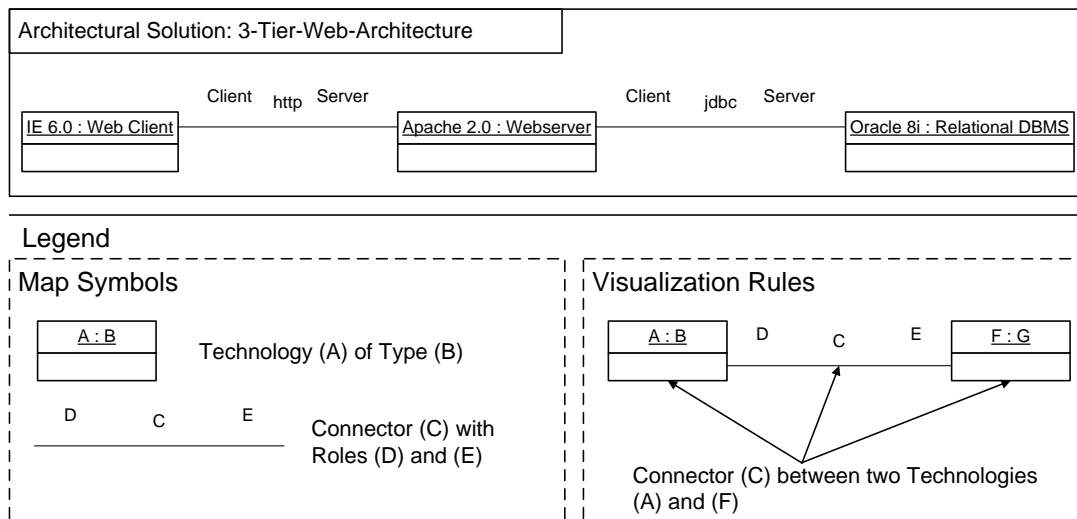 Architectural Solution: 3-Tier-Web-Architecture
Client http Server
Client jdbc Server
IE 6.0 : Web Client
Apache 2.0 : Webserver
Oracle 8i : Relational DBMS
Legend
Map Symbols
A : B
Technology (A) of Type (B)
D C E
Connector (C) with
Roles (D) and (E)
Visualization Rules
A : B
D C E
F : G
Connector (C) between two Technologies
(A) and (F)